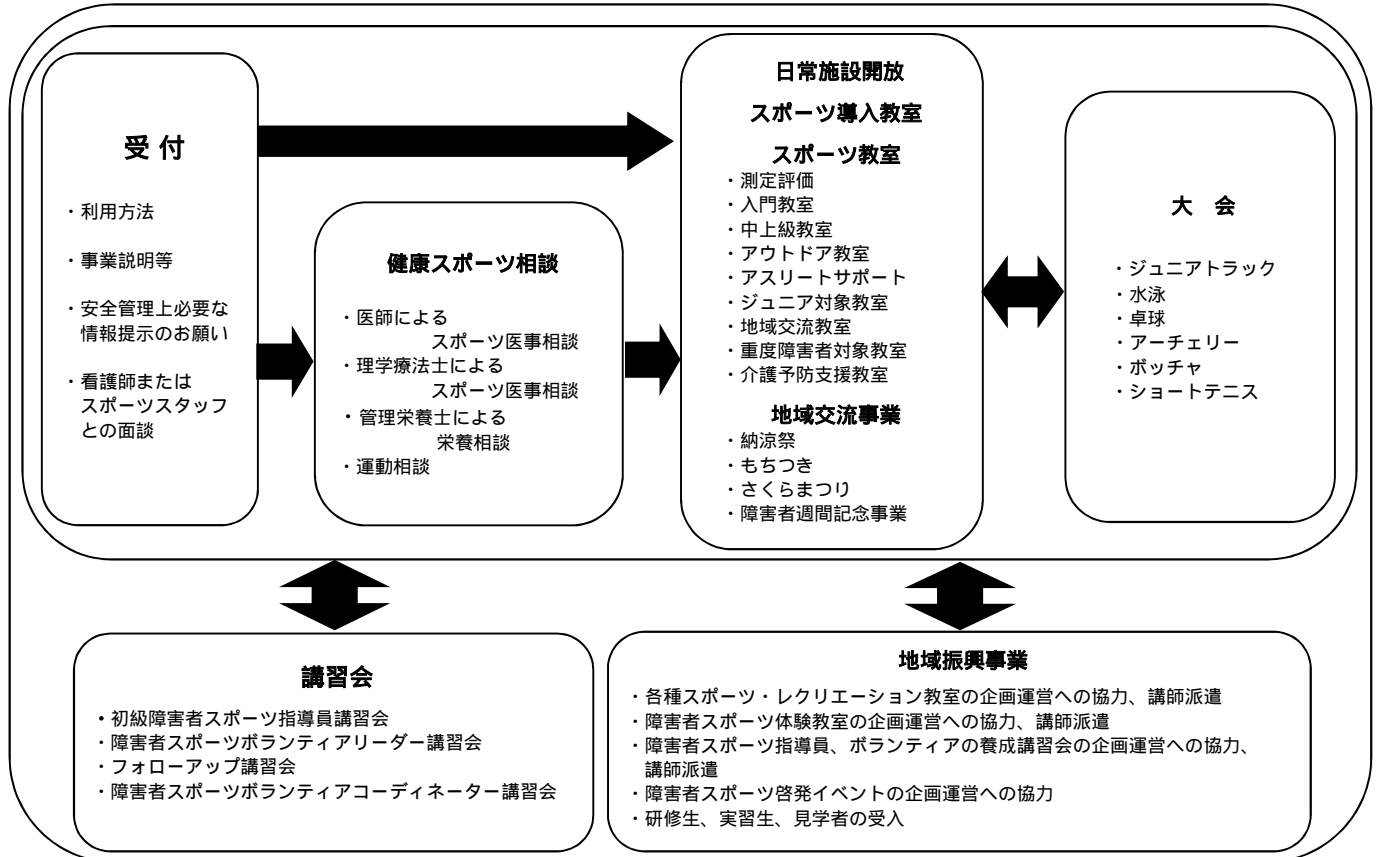 受 付
・利用方法
・事業説明等
・安全管理上必要な
情報提示のお願い
・看護師または
スポーツスタッフ
との面談
健康スポーツ相談
・医師による
スポーツ医事相談
・理学療法士による
スポーツ医事相談
・管理栄養士による
栄養相談
・運動相談
日常施設開放
スポーツ導入教室
スポーツ教室
・測定評価
・入門教室
・中上級教室
・アウトドア教室
・アスリートサポート
・ジュニア対象教室
・地域交流教室
・重度障害者対象教室
・介護予防支援教室
地域交流事業
・納涼祭
・もちつき
・さくらまつり
・障害者週間記念事業
大　会
・ジュニアトラック
・水泳
・卓球
・アーチェリー
・ボッチャ
・ショートテニス
講習会
・初級障害者スポーツ指導員講習会
・障害者スポーツボランティアリーダー講習会
・フォローアップ講習会
・障害者スポーツボランティアコーディネーター講習会
地域振興事業
・各種スポーツ・レクリエーション教室の企画運営への協力、講師派遣
・障害者スポーツ体験教室の企画運営への協力、講師派遣
・障害者スポーツ指導員、ボランティアの養成講習会の企画運営への協力、
講師派遣
・障害者スポーツ啓発イベントの企画運営への協力
・研修生、実習生、見学者の受入